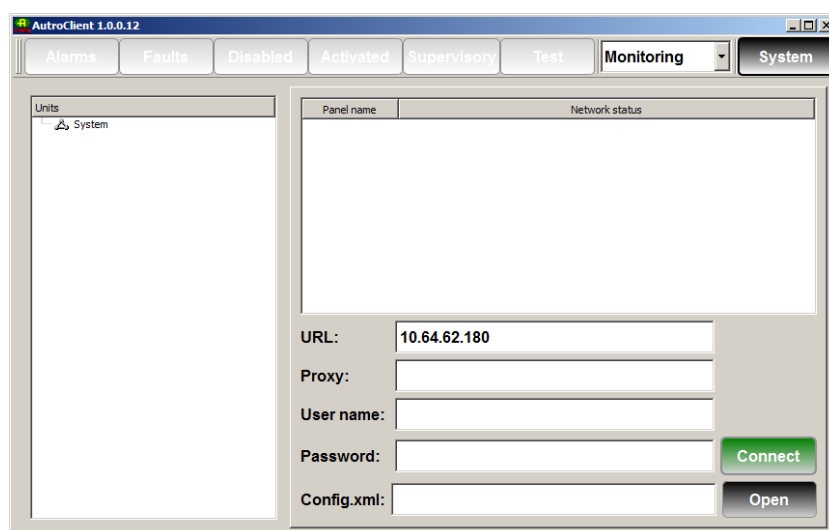 AutroClient 1.0.0.12
Alarms Faults Disabled Activated Supervisory Test Monitoring System
Units
System
Panel name Network status
URL: 10.64.62.180
Proxy:
User name:
Password: Connect
Config.xml: Open